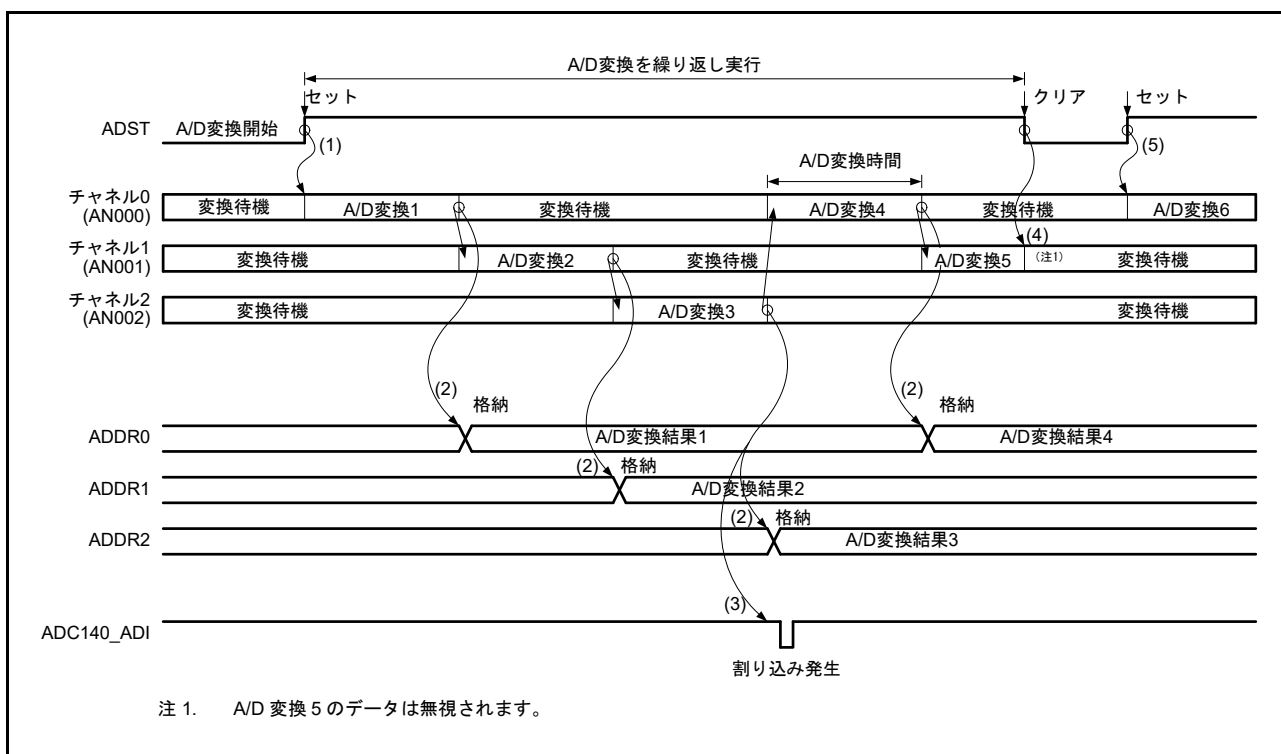 A/D変換を繰り返し実行
セット
クリア
セット
ADST
A/D変換開始
(1)
(5)
A/D変換時間
チャネル0
(AN000)
変換待機
A/D変換1
変換待機
A/D変換4
変換待機
A/D変換6
チャネル1
(AN001)
変換待機
A/D変換2
変換待機
A/D変換5
(4)
(注1)
変換待機
チャネル2
(AN002)
変換待機
A/D変換3
変換待機
(2)
格納
(2)
格納
ADDR0
A/D変換結果1
A/D変換結果4
(2)
格納
ADDR1
A/D変換結果2
(2)
格納
ADDR2
A/D変換結果3
(3)
ADC140_ADI
割り込み発生
注 1. A/D 変換 5 のデータは無視されます。